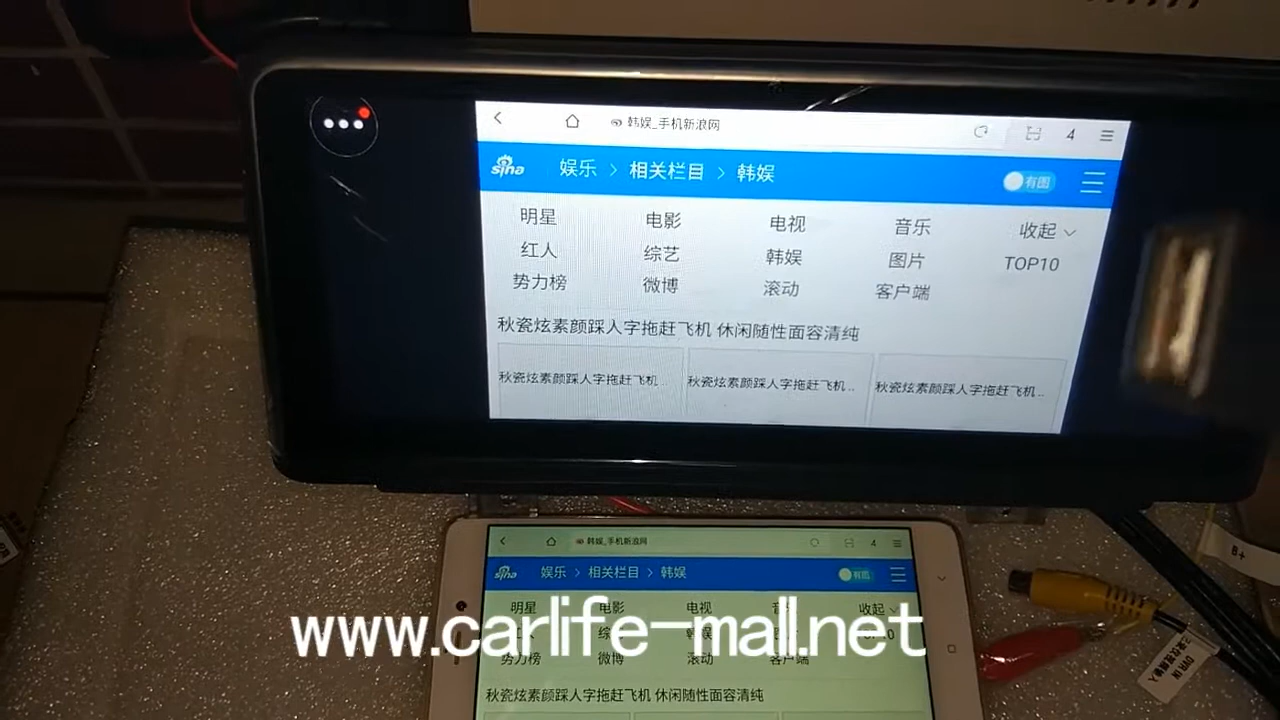 韩娱_手机新浪网 4
sina 娱乐 > 相关栏目 > 韩娱 有图
明星 电影 电视 音乐 收起
红人 综艺 韩娱 图片 TOP10
势力榜 微博 滚动 客户端
秋瓷炫素颜踩人字拖赶飞机 休闲随性面容清纯
秋瓷炫素颜踩人字拖赶飞机.. 秋瓷炫素颜踩人字拖赶飞机.. 秋瓷炫素颜踩人字拖赶飞机..
韩娱_手机新浪网 4
sina 娱乐 > 相关栏目 > 韩娱 有图
明星 电影 电视 收起
www.carlife-mall.net
势力榜 微博 滚动 客户端
秋瓷炫素颜踩人字拖赶飞机 休闲随性面容清纯
B+
DVR IN